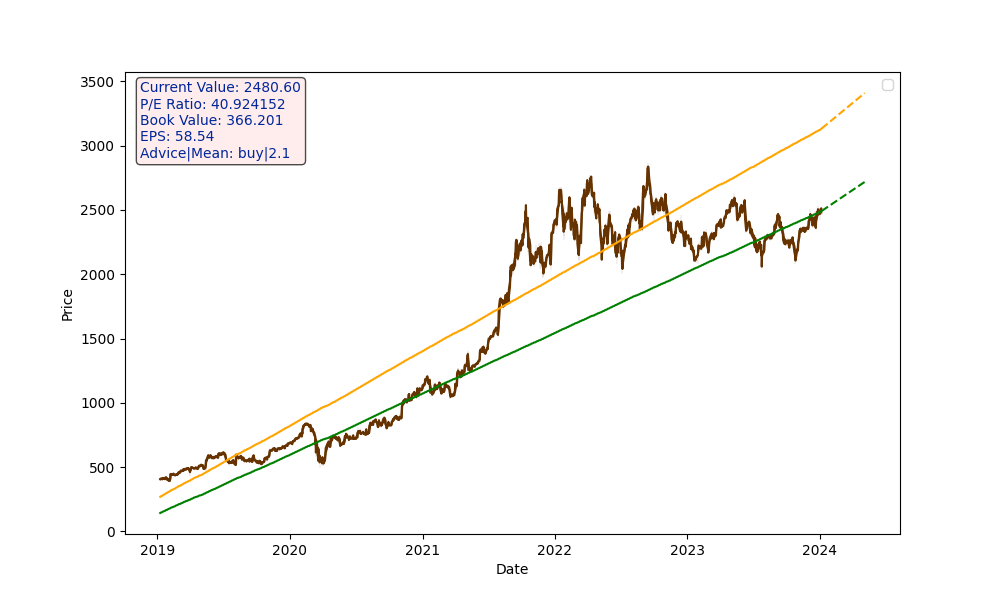 Current Value: 2480.60
P/E Ratio: 40.924152
Book Value: 366.201
EPS: 58.54
Advice|Mean: buy|2.1
3500
3000
2500
2000
1500
1000
500
0
Price
2019 2020 2021 2022 2023 2024
Date